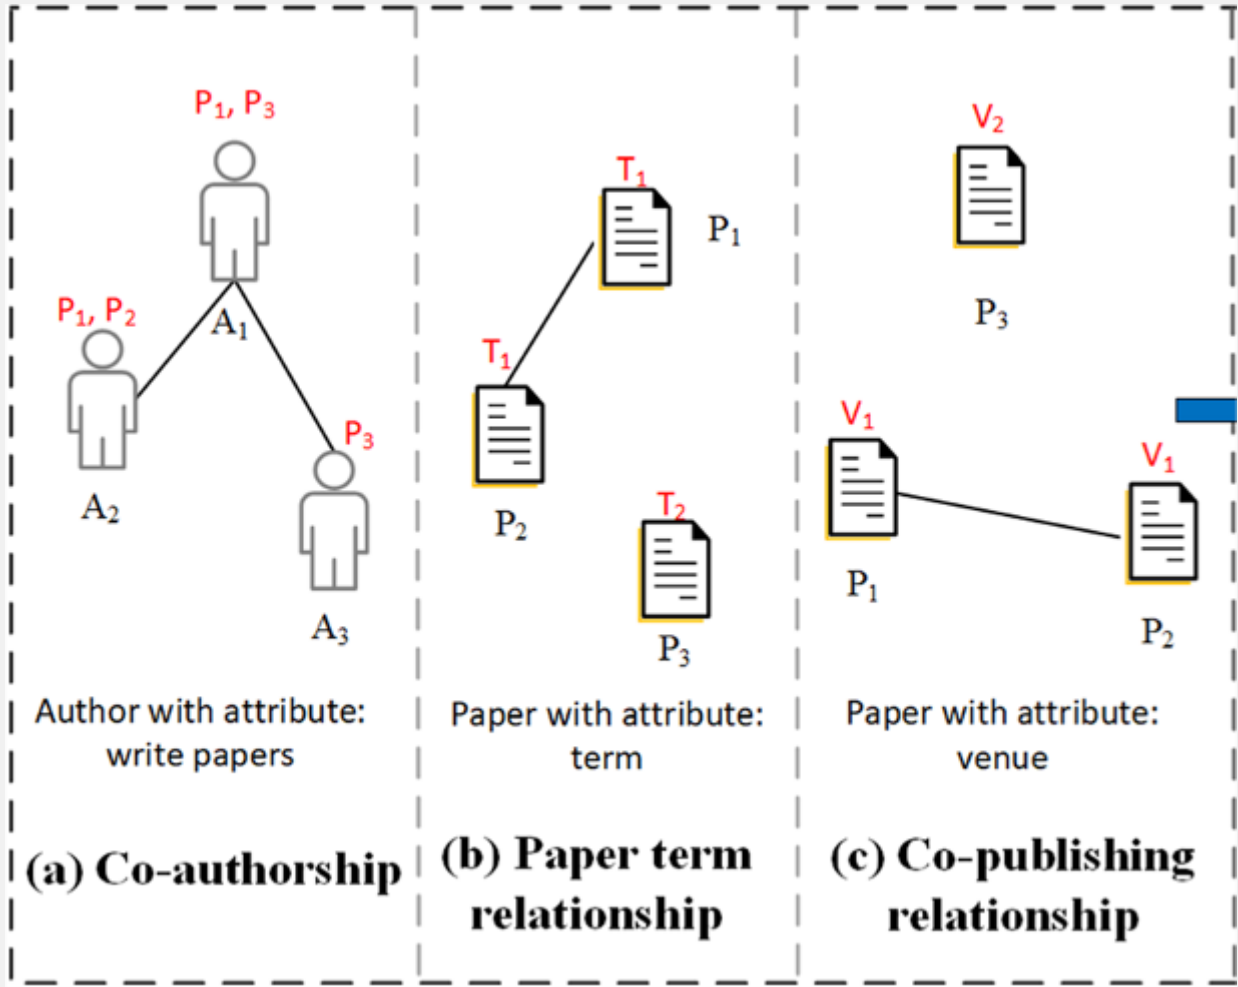 P₁, P₃
A₁
P₁, P₂
A₂
P₃
A₃
Author with attribute:
write papers
(a) Co-authorship
T₁
P₁
T₁
P₂
T₂
P₃
Paper with attribute:
term
(b) Paper term
relationship
V₂
P₃
V₁
P₁
V₁
P₂
Paper with attribute:
venue
(c) Co-publishing
relationship